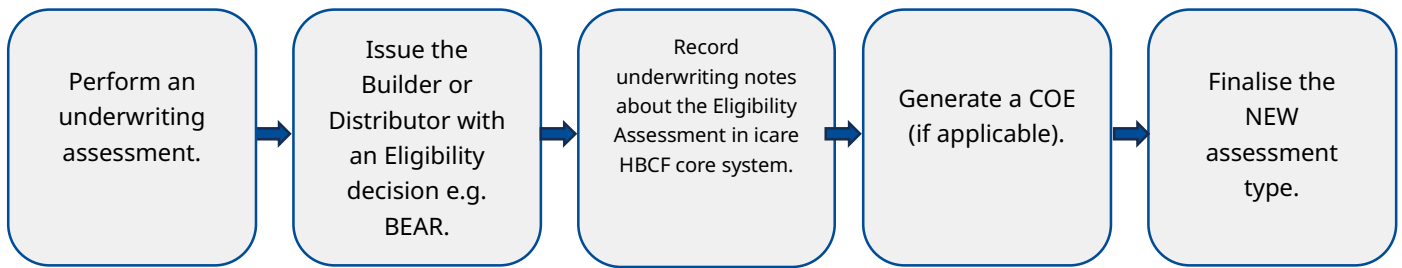 Perform an
underwriting
assessment.
Issue the
Builder or
Distributor with
an Eligibility
decision e.g.
BEAR.
Record
underwriting notes
about the Eligibility
Assessment in icare
HBCF core system.
Generate a COE
(if applicable).
Finalise the
NEW
assessment
type.